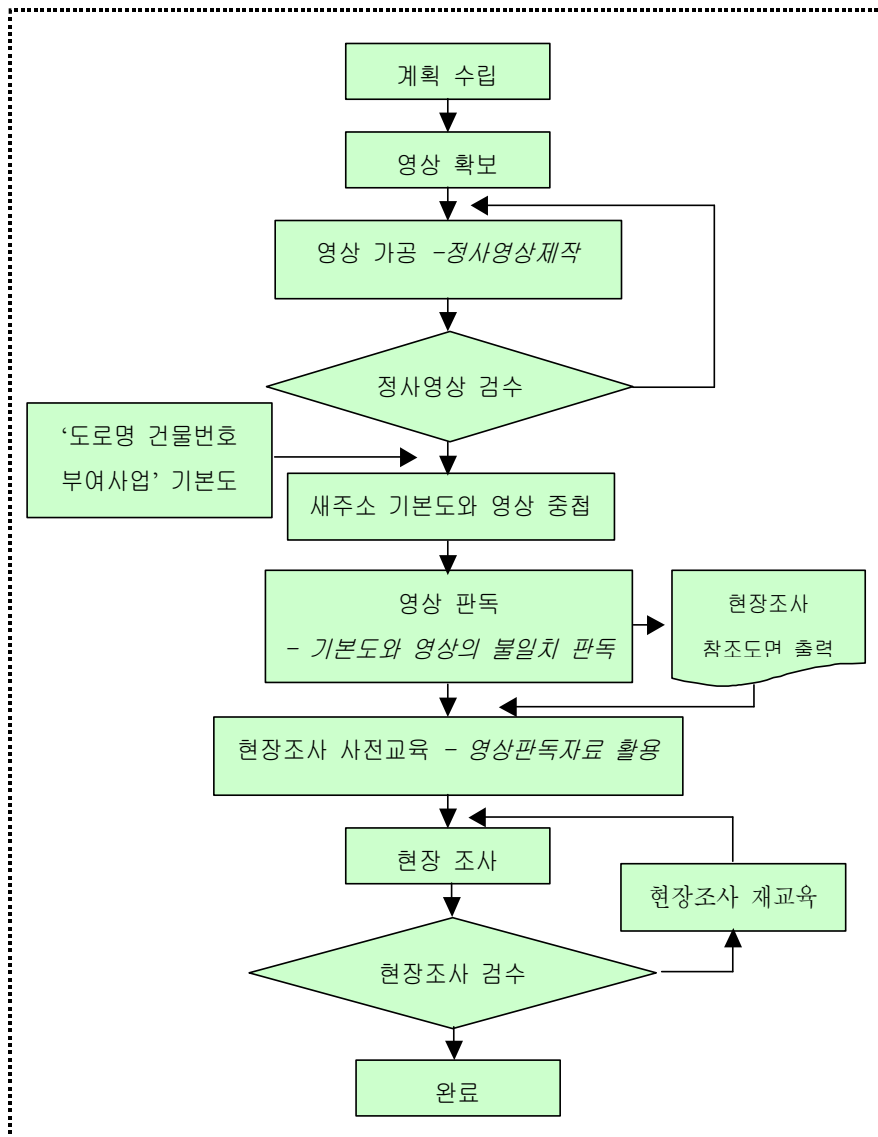 계획 수립
영상 확보
영상 가공 -정사영상제작
정사영상 검수
‘도로명 건물번호
부여사업’ 기본도
새주소 기본도와 영상 중첩
영상 판독
- 기본도와 영상의 불일치 판독
현장조사
참조도면 출력
현장조사 사전교육 - 영상판독자료 활용
현장 조사
현장조사 재교육
현장조사 검수
완료